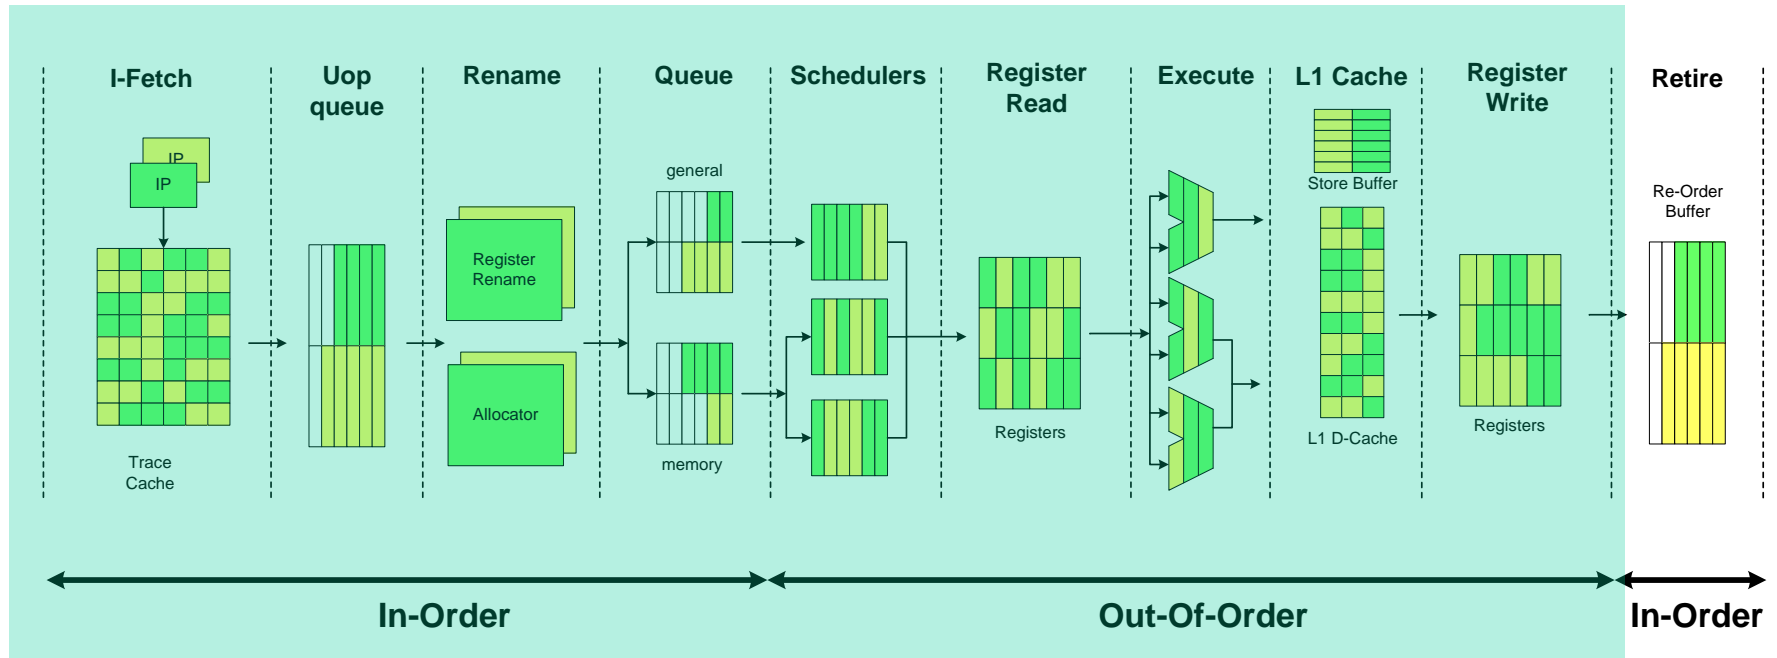 I-Fetch
Uop
queue
Rename
Queue
Schedulers
Register
Read
Execute
L1 Cache
Register
Write
Retire
IP
IP
Trace
Cache
Register
Rename
Allocator
general
memory
Registers
Store Buffer
L1 D-Cache
Registers
Re-Order
Buffer
In-Order
Out-Of-Order
In-Order